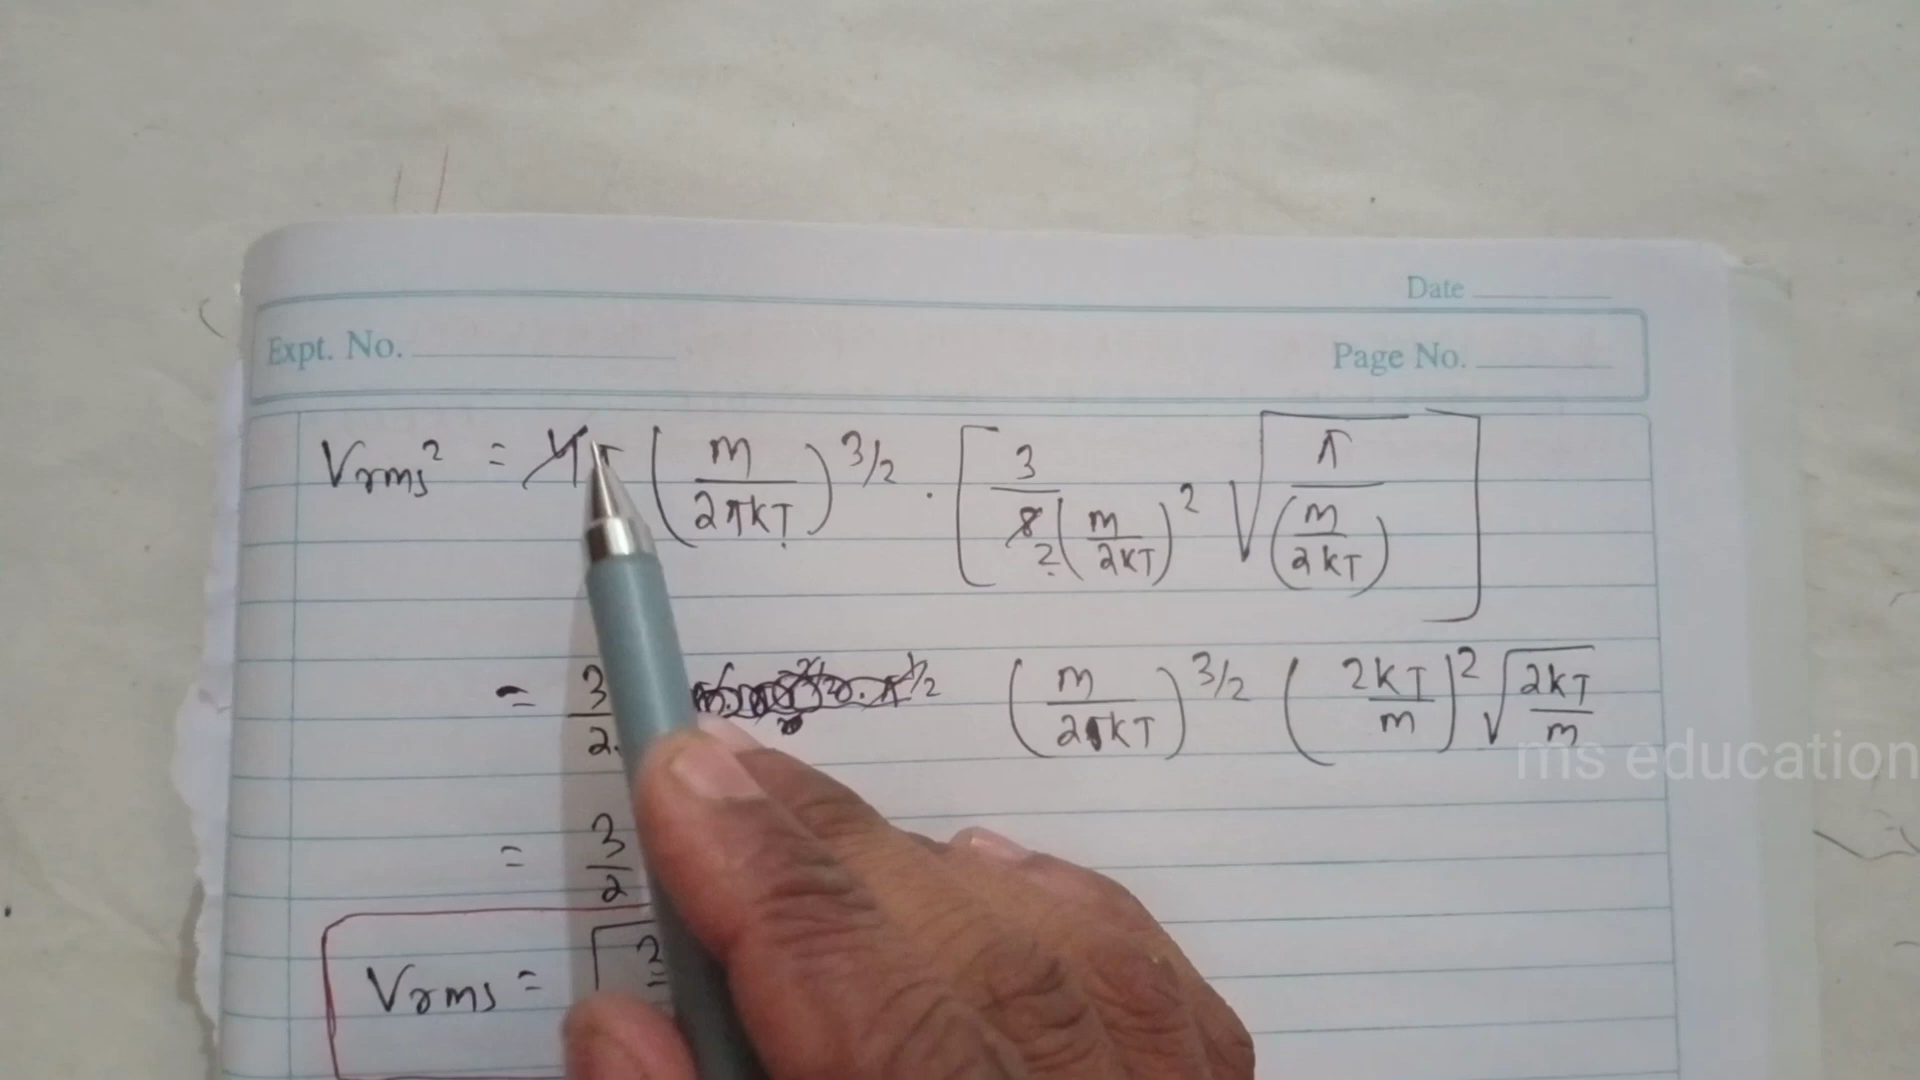 Date
Expt. No.
Page No.
Vrms² = 4π (m/2πkT)^3/2 · [3/8 2 (m/2kT)² √(π/(m/2kT))]
= 3/2. (m/2πkT)^3/2 (2kT/m)² √(2kT/m)
ms education
= 3/2
Vrms =